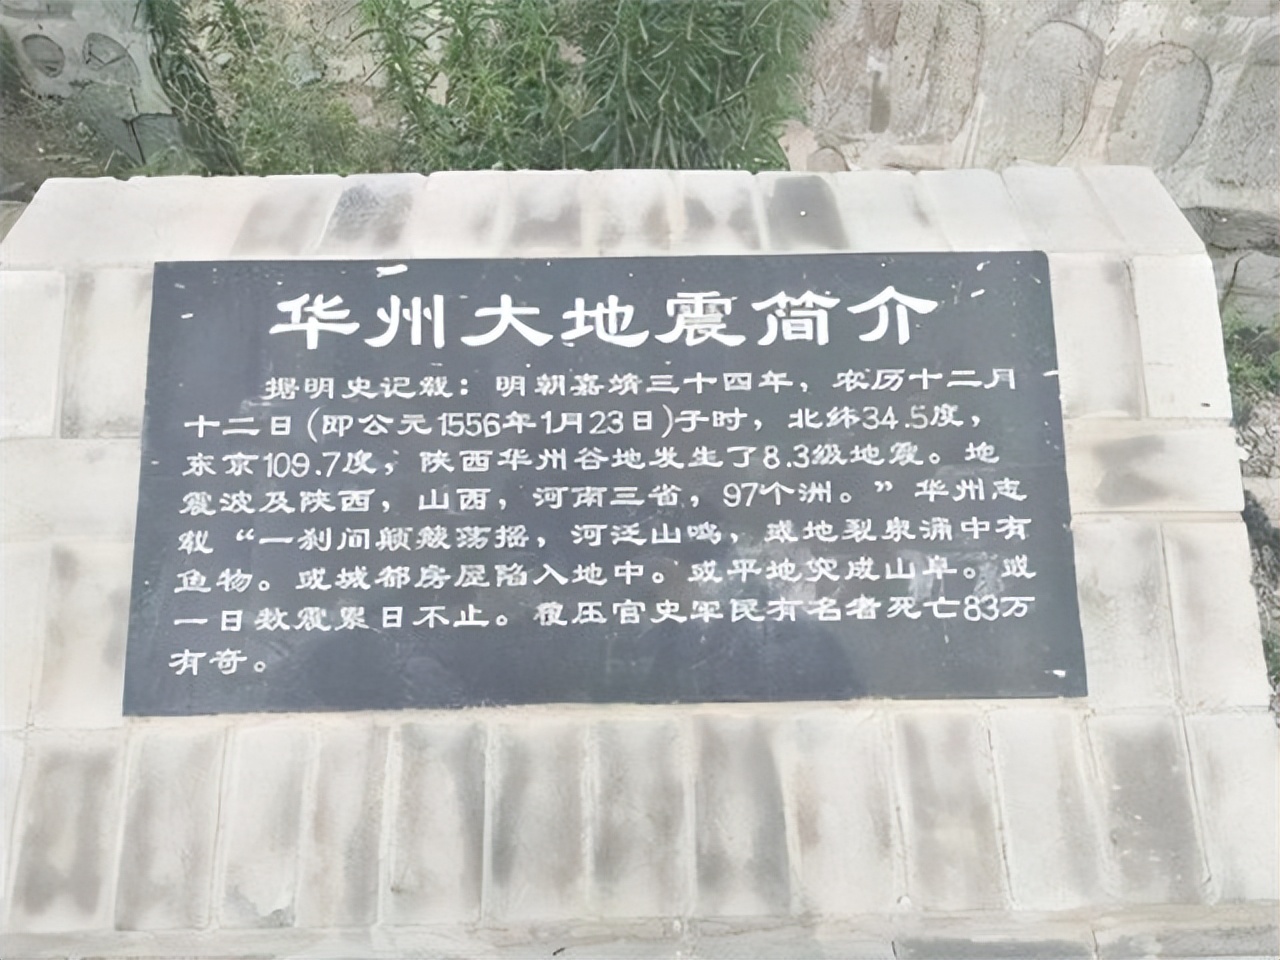 华州大地震简介
据明史记载：明朝嘉靖三十四年，农历十二月
十二日(即公元1556年1月23日)子时，北纬34.5度，
东京109.7度，陕西华州谷地发生了8.3级地震。地
震波及陕西，山西，河南三省，97个洲。”华州志
载“一刹间颠簸荡摇，河泛山鸣，或地裂泉涌中有
鱼物。或城都房屋陷入地中。或平地突成山阜。或
一日数震累日不止。覆压官史军民有名者死亡83万
有奇。